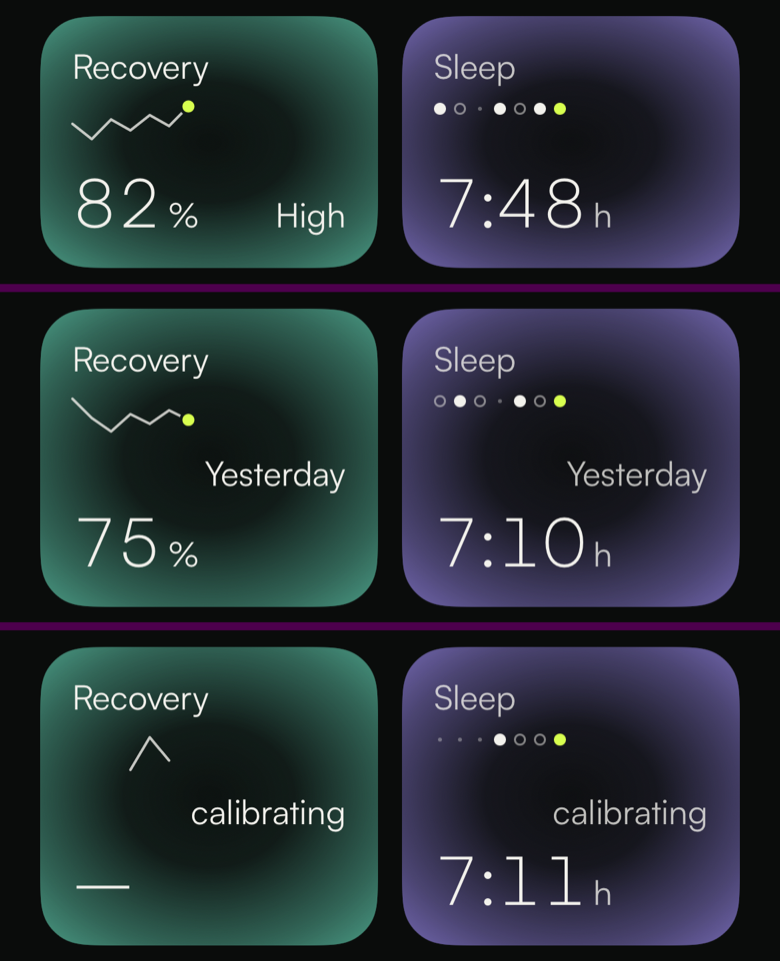 Recovery
82 % High
Sleep
7:48 h
Recovery
Yesterday
75 %
Sleep
Yesterday
7:10 h
Recovery
calibrating
—
Sleep
calibrating
7:11 h